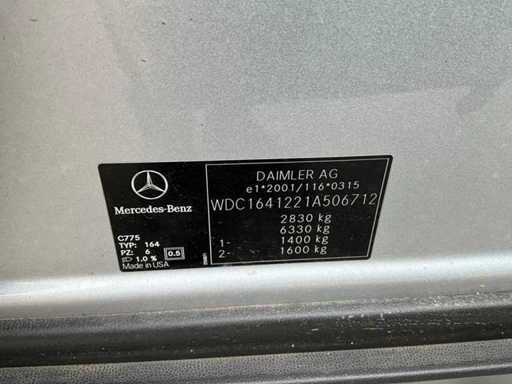 DAIMLER AG
e1*2001/116*0315
WDC1641221A506712
2830 kg
6330 kg
1- 1400 kg
2- 1600 kg
Mercedes-Benz
C775
TYP: 164
PZ: 6 0.5
1.0 %
Made in USA